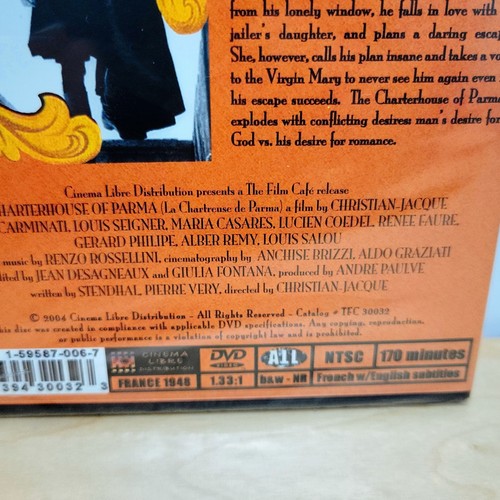 from his lonely window, he falls in love with
jailer's daughter, and plans a daring
She, however, calls his plan insane and takes a
to the Virgin Mary to never see him again even
his escape succeeds. The Charterhouse of Parma
explodes with conflicting desires: man's desire for
God vs. his desire for romance.
Cinema Libre Distribution presents a The Film Café release
HARTERHOUSE OF PARMA (La Chartreuse de Parma) a film by CHRISTIAN-JACQUE
CARMINATI, LOUIS SEIGNER, MARIA CASARES, LUCIEN COEDEL, RENEE FAURE,
GERARD PHILIPE, ALBER REMY, LOUIS SALOU
music by RENZO ROSSELLINI, cinematography by ANCHISE BRIZZI, ALDO GRAZIATI
dited by JEAN DESAGNEAUX and GIULIA FONTANA, produced by ANDRE PAULVE
written by STENDHAL, PIERRE VERY, directed by CHRISTIAN-JACQUE
© 2006 Cinema Libre Distribution - All Rights Reserved - Catalog # TFC 30032
his disc was created in compliance with applicable DVD specifications. Any copying, reproduction,
or public performance is a violation of copyright law and is prohibited.
1-59587-006-7
394 30032 3
CINEMA LIBRE DISTRIBUTION
DVD VIDEO
ALL
NTSC
170 minutes
FRANCE 1948
1.33:1
b&w - NR
French w/English subtitles